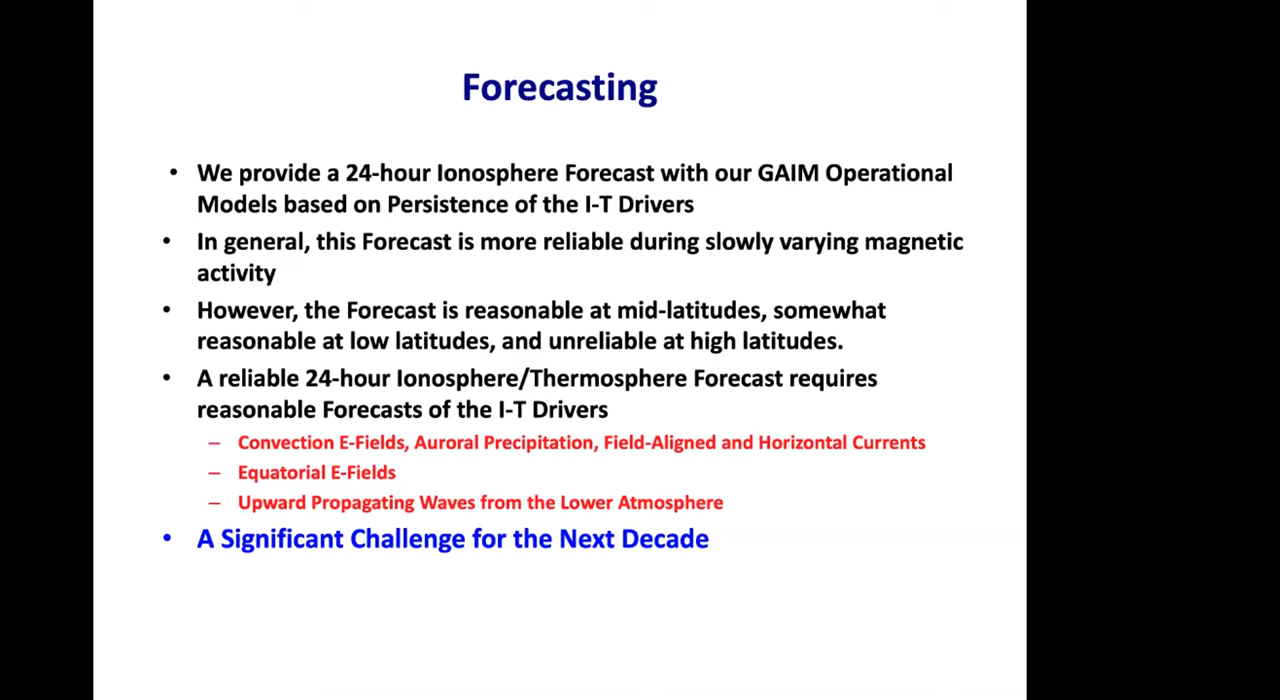 Forecasting
• We provide a 24-hour Ionosphere Forecast with our GAIM Operational
Models based on Persistence of the I-T Drivers
• In general, this Forecast is more reliable during slowly varying magnetic
activity
• However, the Forecast is reasonable at mid-latitudes, somewhat
reasonable at low latitudes, and unreliable at high latitudes.
• A reliable 24-hour Ionosphere/Thermosphere Forecast requires
reasonable Forecasts of the I-T Drivers
– Convection E-Fields, Auroral Precipitation, Field-Aligned and Horizontal Currents
– Equatorial E-Fields
– Upward Propagating Waves from the Lower Atmosphere
• A Significant Challenge for the Next Decade